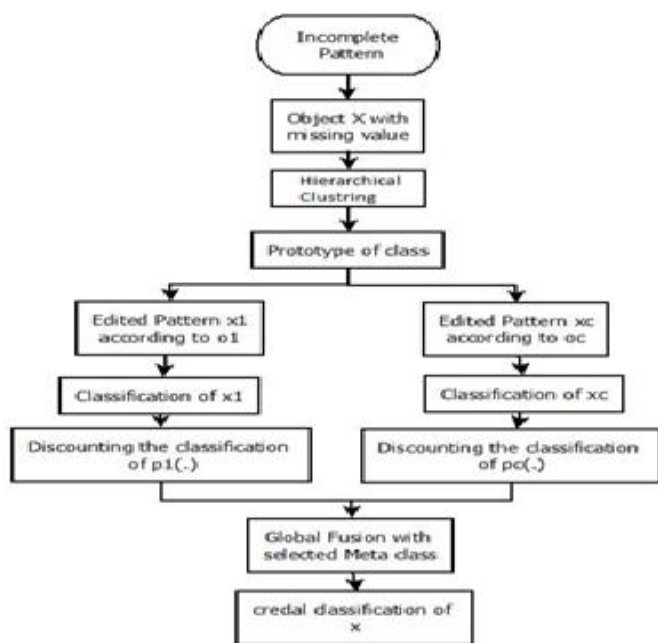 Incomplete
Pattern
Object X with
missing value
Hierarchical
Clustring
Prototype of class
Edited Pattern x1
according to o1
Edited Pattern xc
according to oc
Classification of x1
Classification of xc
Discounting the classification
of p1(.)
Discounting the classification
of pc(.)
Global Fusion with
selected Meta class
credal classification of
x